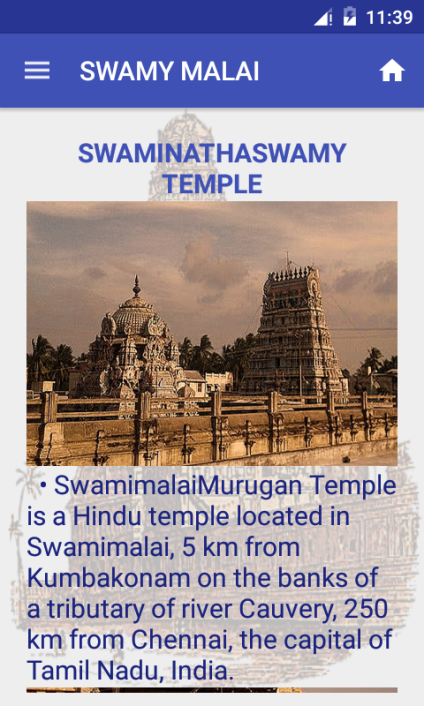 11:39
SWAMY MALAI
SWAMINATHASWAMY
TEMPLE
• SwamimalaiMurugan Temple
is a Hindu temple located in
Swamimalai, 5 km from
Kumbakonam on the banks of
a tributary of river Cauvery, 250
km from Chennai, the capital of
Tamil Nadu, India.